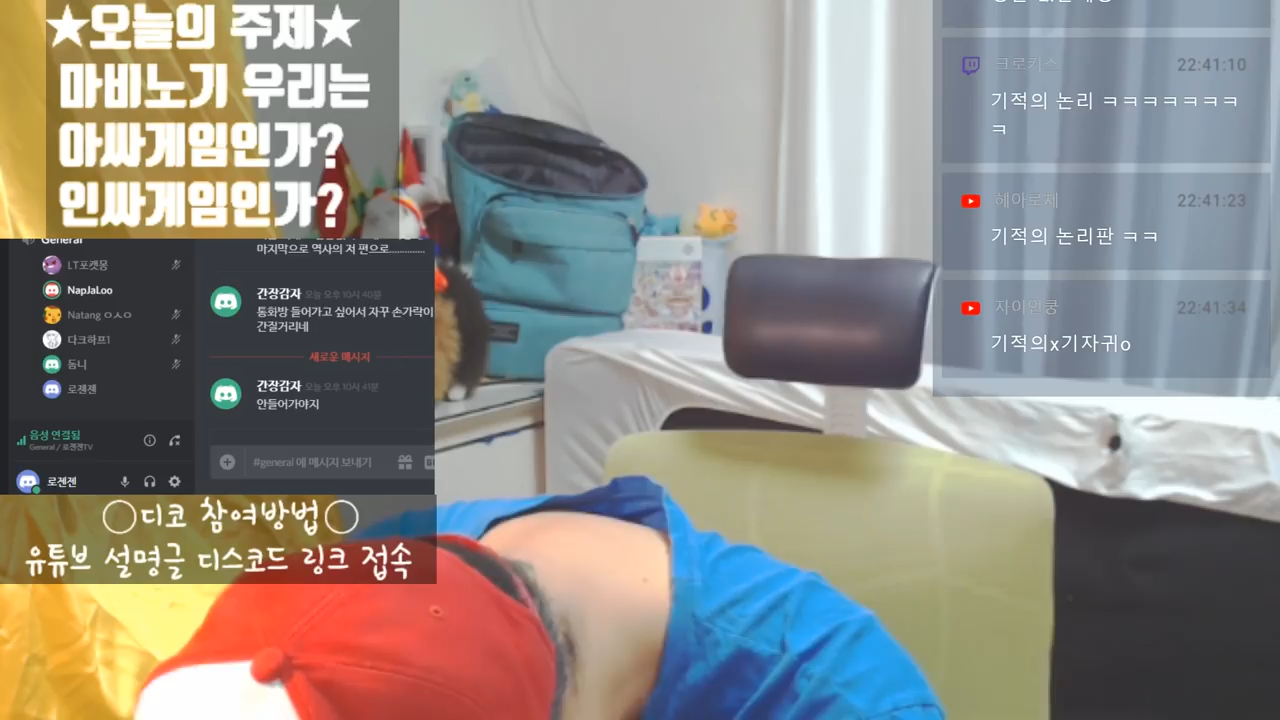 ★오늘의 주제★
마비노기 우리는
아싸게임인가?
인싸게임인가?
General
LT포켓몽
NapJaLoo
Natang ㅇㅅㅇ
다크하프1
돔니
로젠젠
음성 연결됨
General / 로젠젠TV
로젠젠
마지막으로 역사의 저 편으로.............
간장감자 오늘 오후 10시 40분
통화방 들어가고 싶어서 자꾸 손가락이
간질거리네
새로운 메시지
간장감자 오늘 오후 10시 41분
안들어가야지
#general 에 메시지 보내기
◯디코 참여방법◯
유튜브 설명글 디스코드 링크 접속
크로키스 22:41:10
기적의 논리 ㅋㅋㅋㅋㅋㅋㅋ
ㅋ
헤아로제 22:41:23
기적의 논리판 ㅋㅋ
자이언쿵 22:41:34
기적의x기자귀o